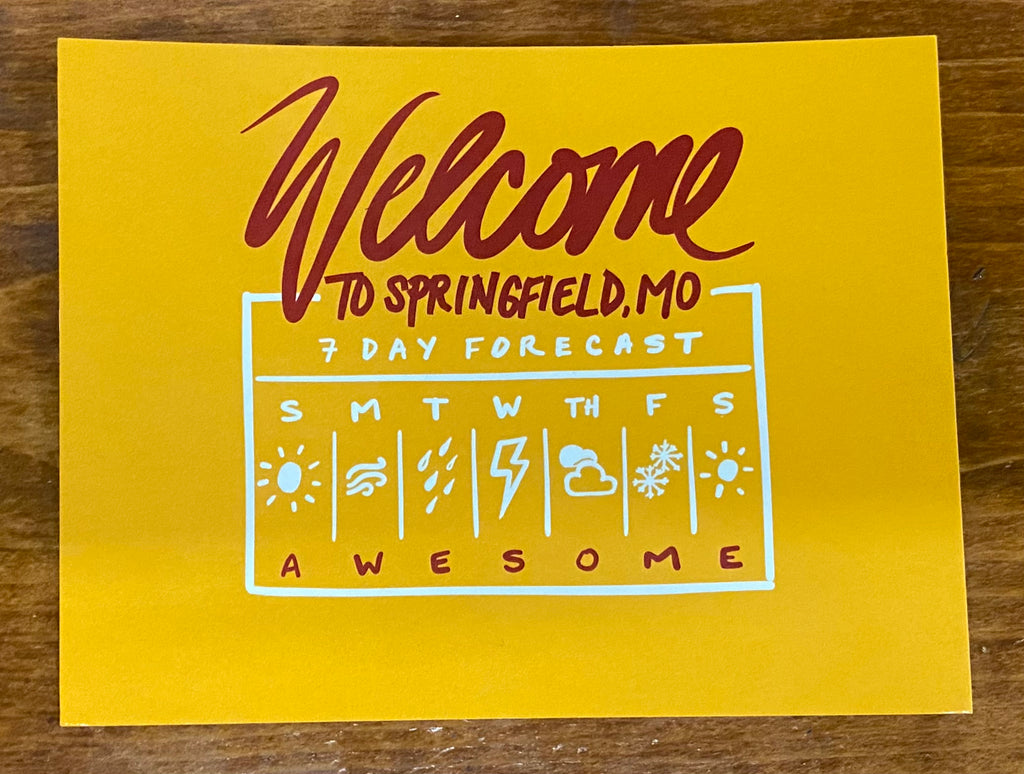 Welcome
TO SPRINGFIELD, MO
7 DAY FORECAST
S M T W TH F S
A W E S O M E